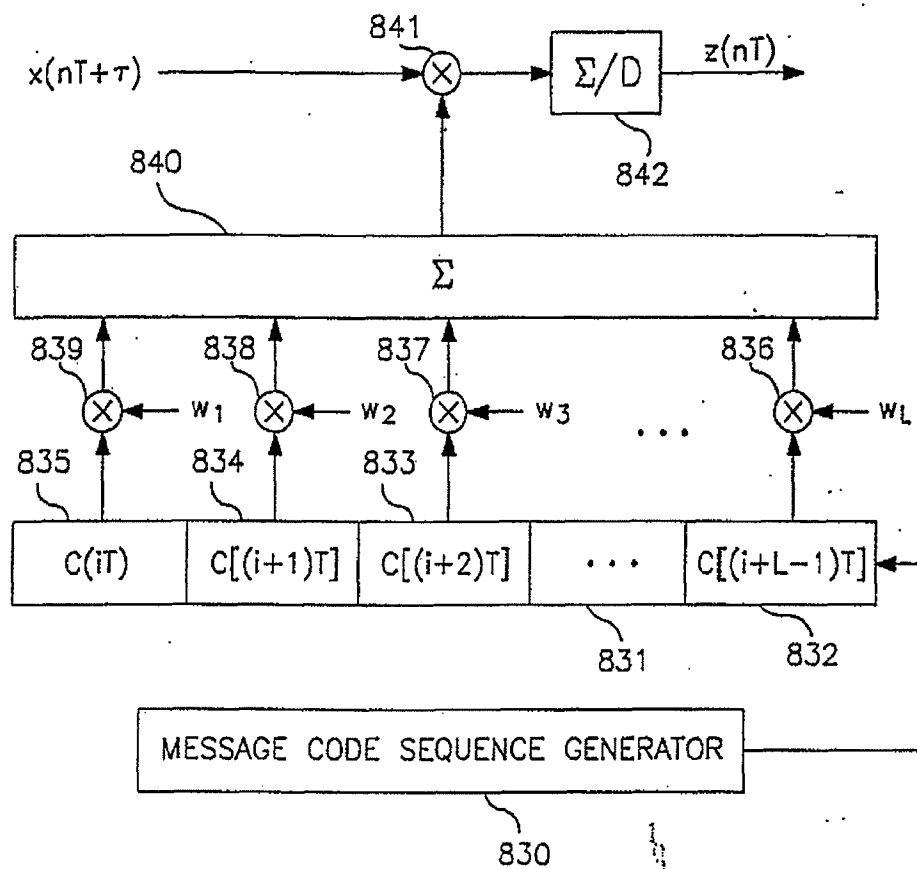 841
x(nT+τ)
Σ/D
z(nT)
842
840
Σ
839
838
837
836
w1
w2
w3
...
wL
835
834
833
C(iT)
C[(i+1)T]
C[(i+2)T]
...
C[(i+L-1)T]
831
832
MESSAGE CODE SEQUENCE GENERATOR
830